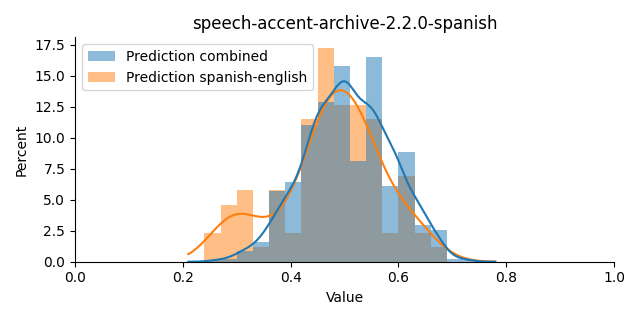 speech-accent-archive-2.2.0-spanish
17.5
15.0
12.5
10.0
7.5
5.0
2.5
0.0
Percent
Prediction combined
Prediction spanish-english
0.0 0.2 0.4 0.6 0.8 1.0
Value